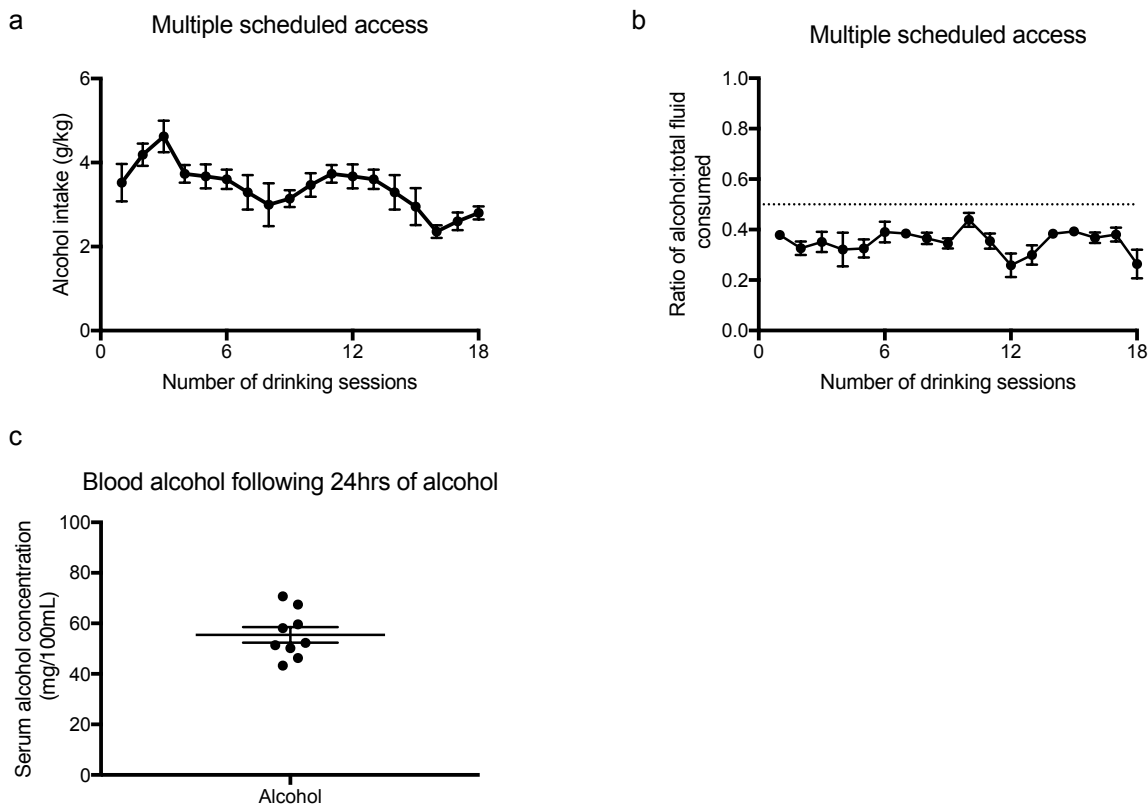 a
Multiple scheduled access
6
4
2
0
Alcohol intake (g/kg)
0 6 12 18
Number of drinking sessions
b
Multiple scheduled access
1.0
0.8
0.6
0.4
0.2
0.0
Ratio of alcohol:total fluid
consumed
0 6 12 18
Number of drinking sessions
c
Blood alcohol following 24hrs of alcohol
100
80
60
40
20
0
Serum alcohol concentration
(mg/100mL)
Alcohol